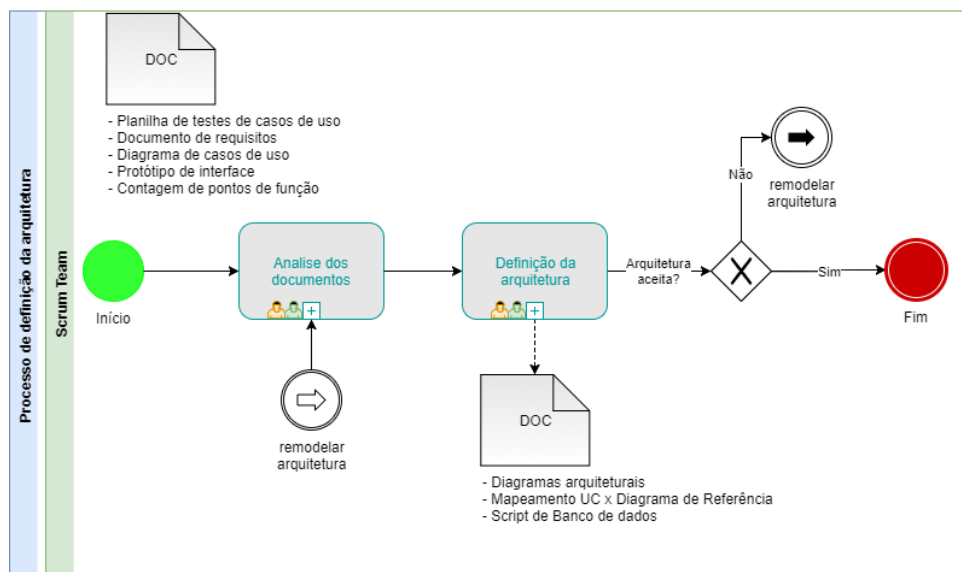 Processo de definição da arquitetura
Scrum Team
DOC
- Planilha de testes de casos de uso
- Documento de requisitos
- Diagrama de casos de uso
- Protótipo de interface
- Contagem de pontos de função
Não
remodelar
arquitetura
Início
Analise dos
documentos
Definição da
arquitetura
Arquitetura
aceita?
Sim
Fim
remodelar
arquitetura
DOC
- Diagramas arquiteturais
- Mapeamento UC x Diagrama de Referência
- Script de Banco de dados